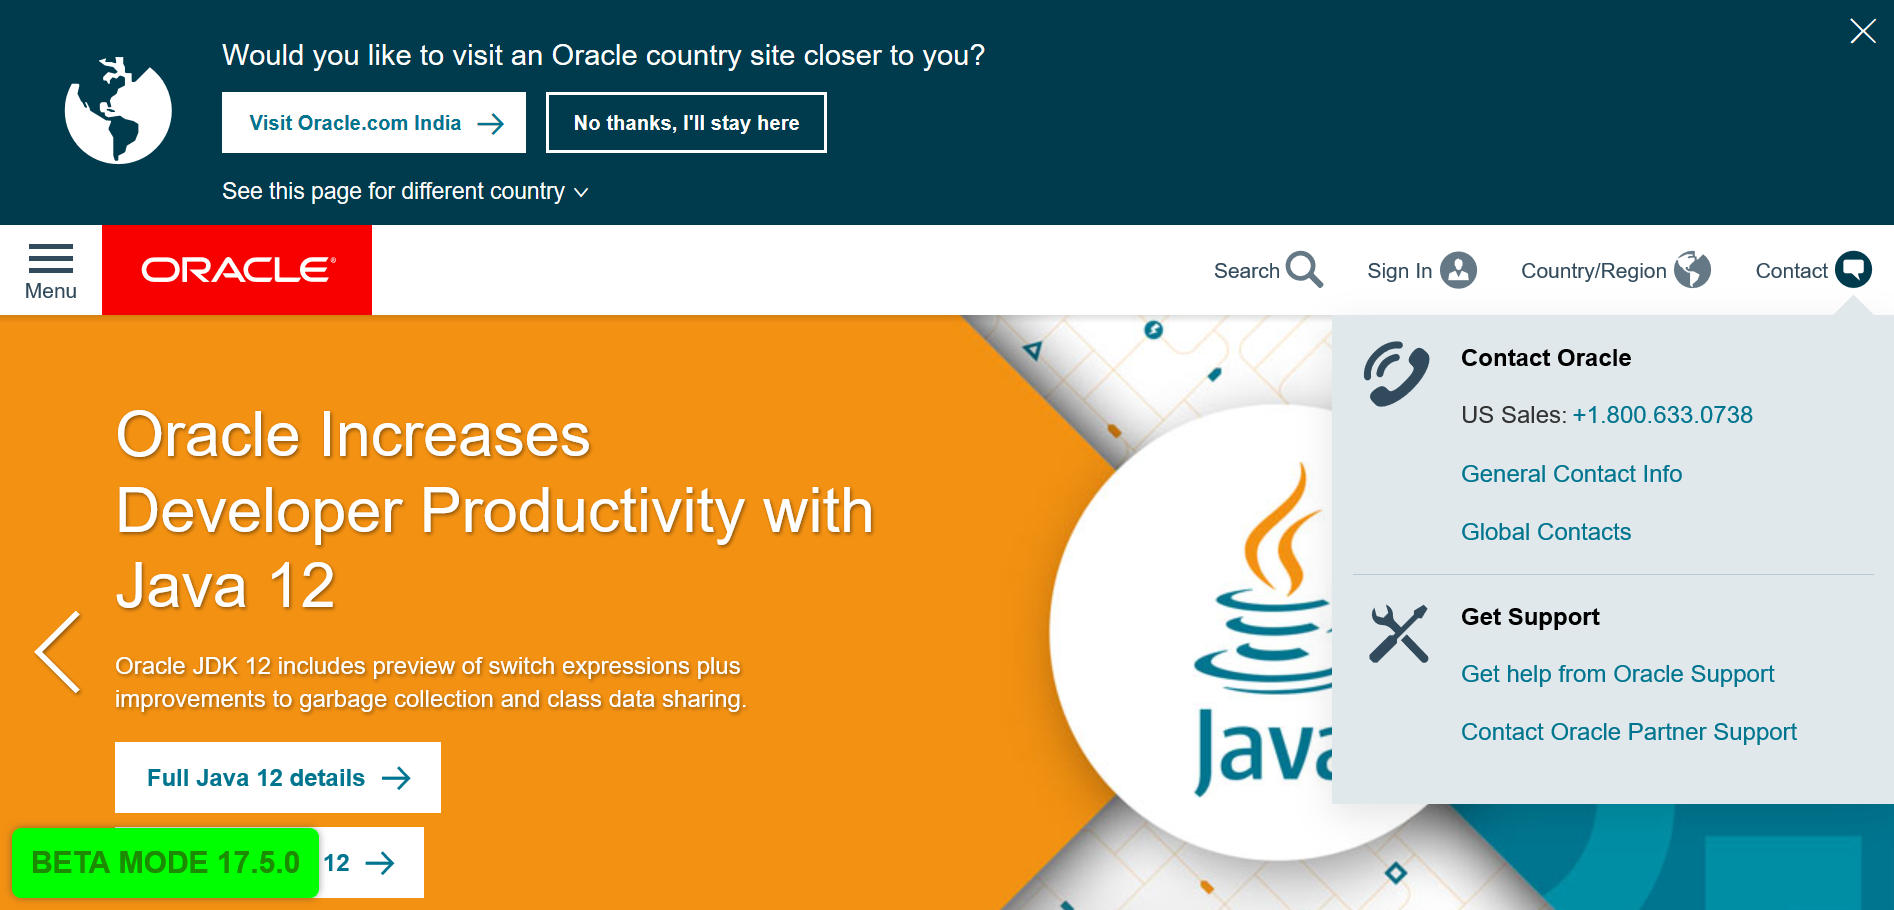 Would you like to visit an Oracle country site closer to you?
Visit Oracle.com India
No thanks, I'll stay here
See this page for different country
Menu
ORACLE®
Search
Sign In
Country/Region
Contact
Oracle Increases
Developer Productivity with
Java 12
Oracle JDK 12 includes preview of switch expressions plus
improvements to garbage collection and class data sharing.
Full Java 12 details
12
BETA MODE 17.5.0
Java
Contact Oracle
US Sales: +1.800.633.0738
General Contact Info
Global Contacts
Get Support
Get help from Oracle Support
Contact Oracle Partner Support